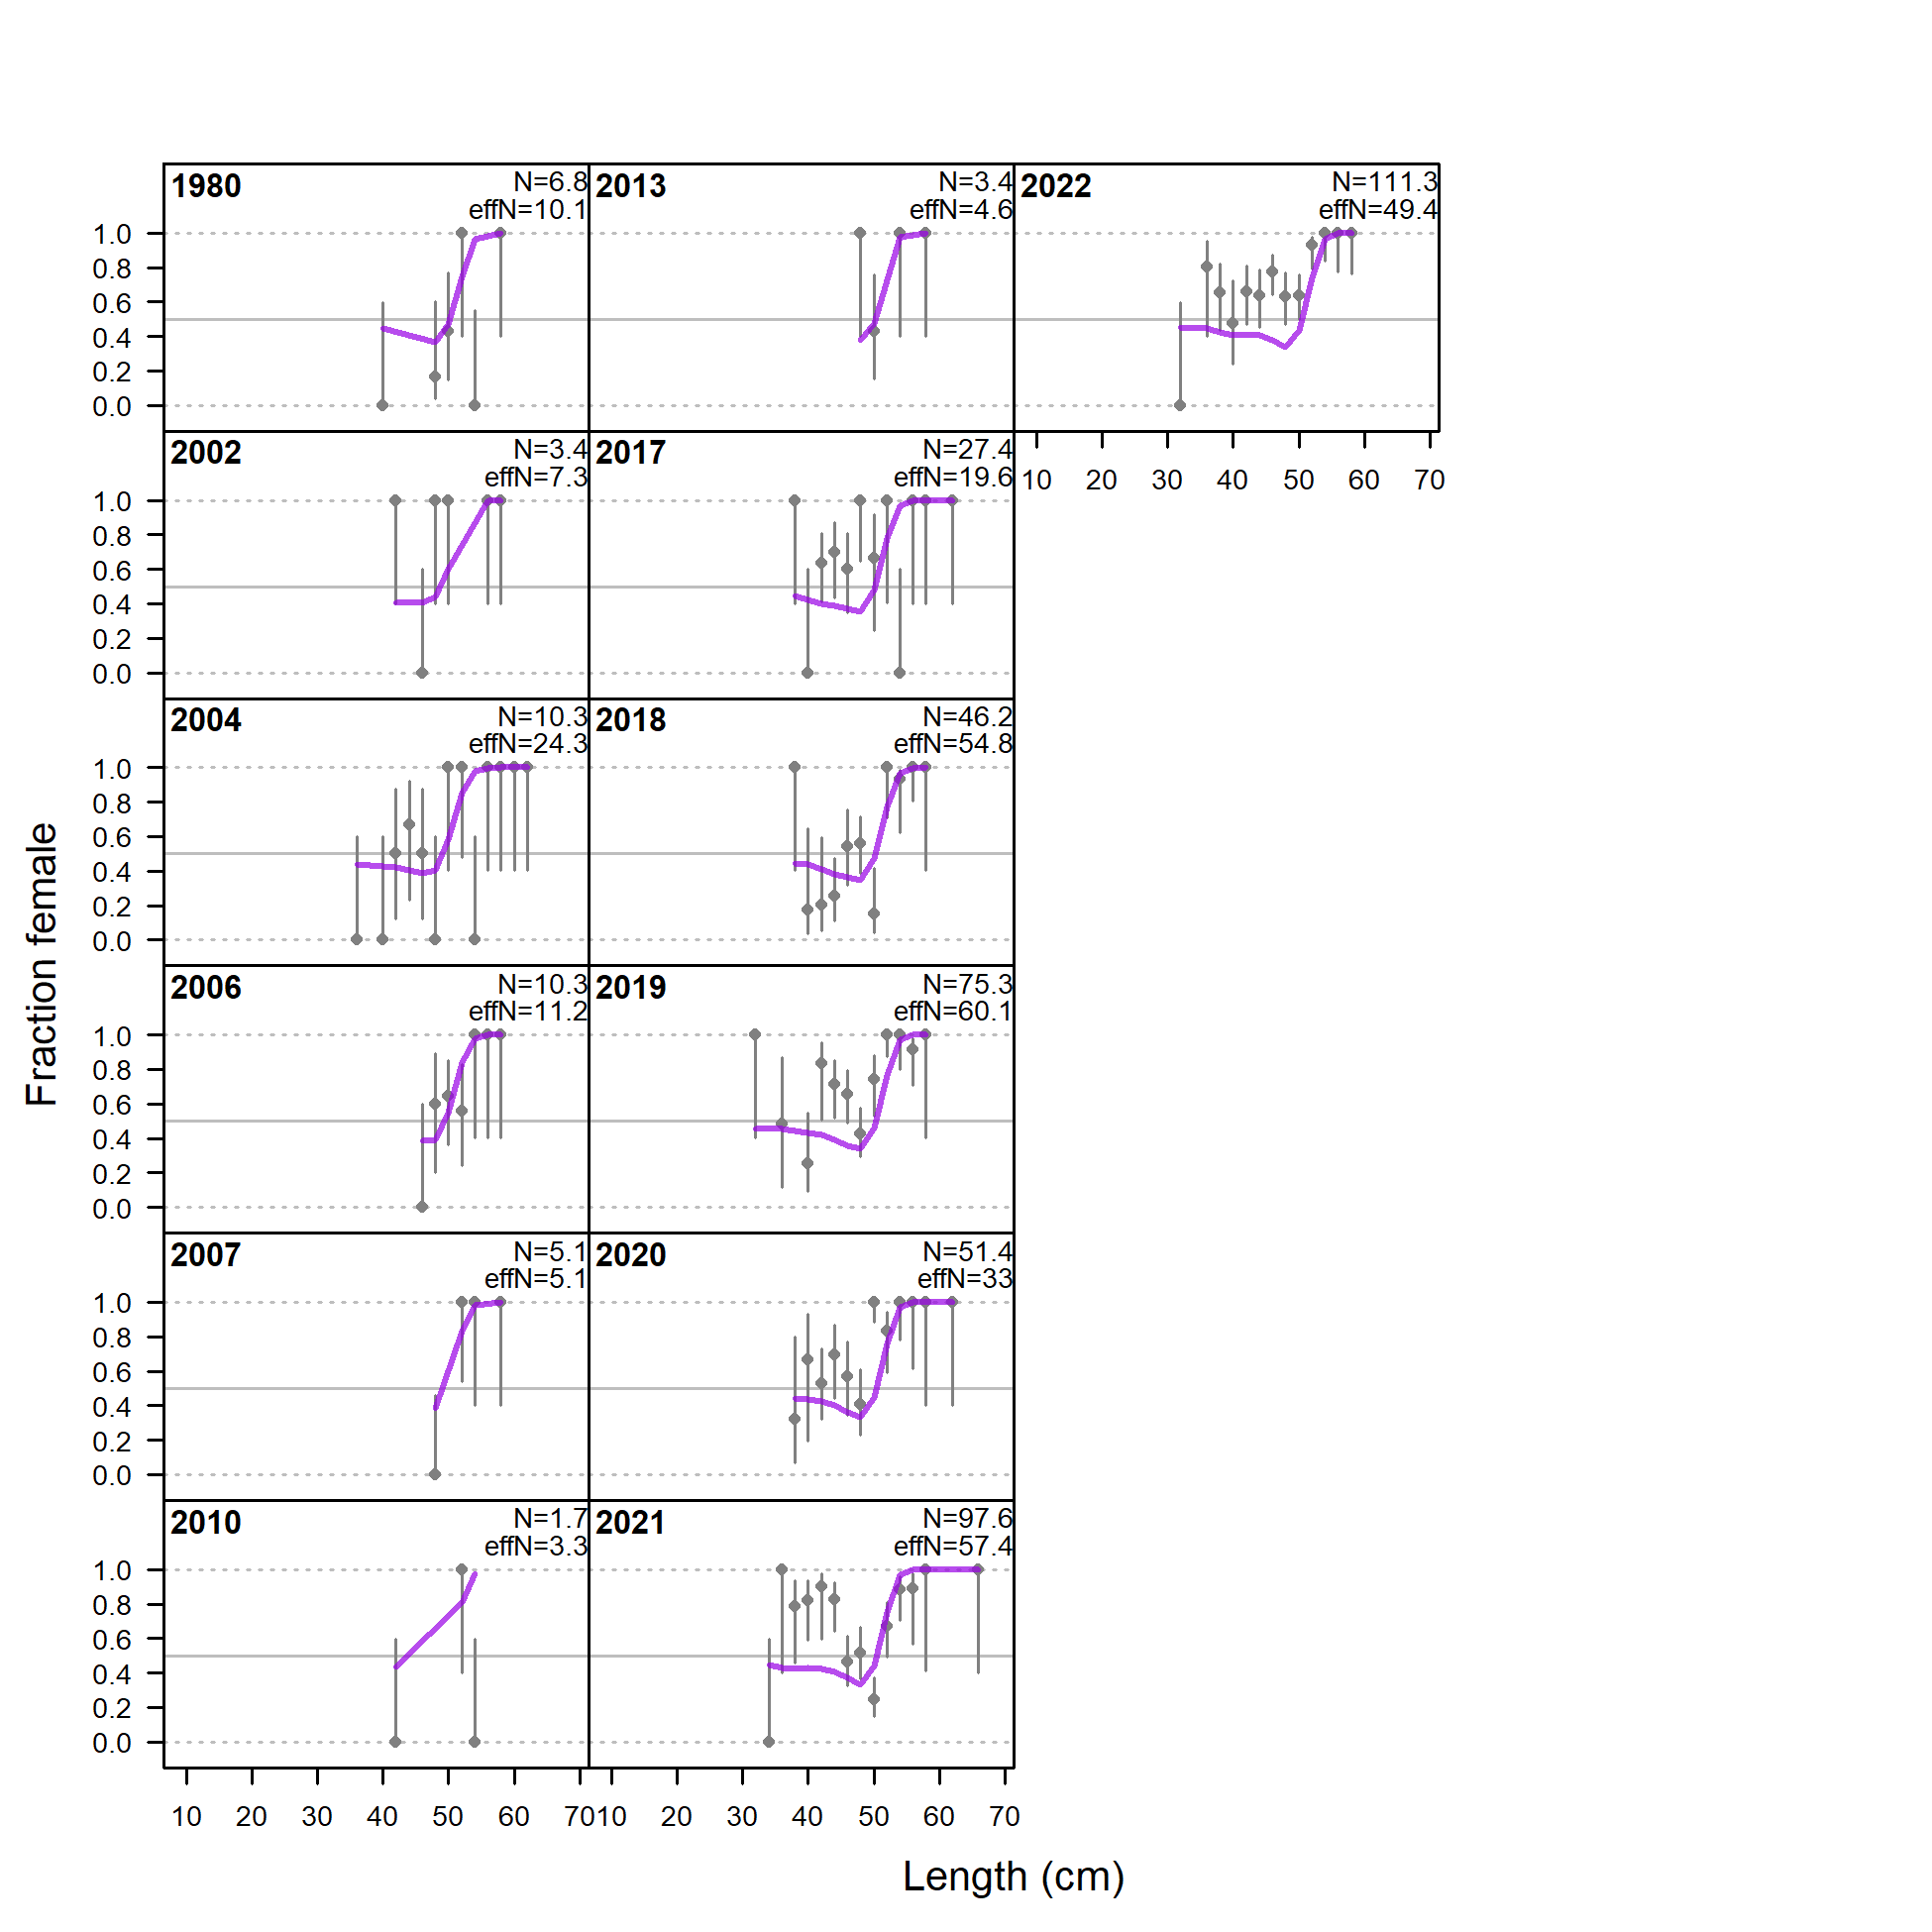 1980 N=6.8 2013 N=3.4 2022 N=111.3
effN=10.1 effN=4.6 effN=49.4
1.0
0.8
0.6
0.4
0.2
0.0
2002 N=3.4 2017 N=27.4
effN=7.3 effN=19.6 10 20 30 40 50 60 70
1.0
0.8
0.6
0.4
0.2
0.0
2004 N=10.3 2018 N=46.2
effN=24.3 effN=54.8
1.0
0.8
0.6
0.4
0.2
0.0
Fraction female
2006 N=10.3 2019 N=75.3
effN=11.2 effN=60.1
1.0
0.8
0.6
0.4
0.2
0.0
2007 N=5.1 2020 N=51.4
effN=5.1 effN=33
1.0
0.8
0.6
0.4
0.2
0.0
2010 N=1.7 2021 N=97.6
effN=3.3 effN=57.4
1.0
0.8
0.6
0.4
0.2
0.0
10 20 30 40 50 60 70 10 20 30 40 50 60 70
Length (cm)